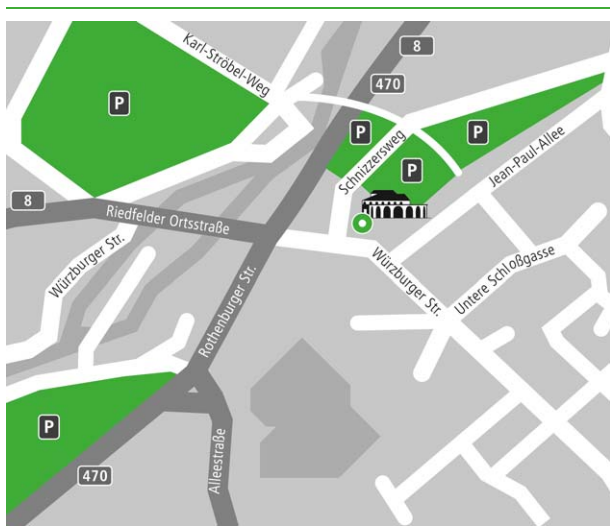 8
Karl-Ströbel-Weg
470
P
P
P
Schnizzersweg
P
Jean-Paul-Allee
8
Riedfelder Ortsstraße
Würzburger Str.
Würzburger Str.
Untere Schloßgasse
Rothenburger Str.
P
470
Alleestraße